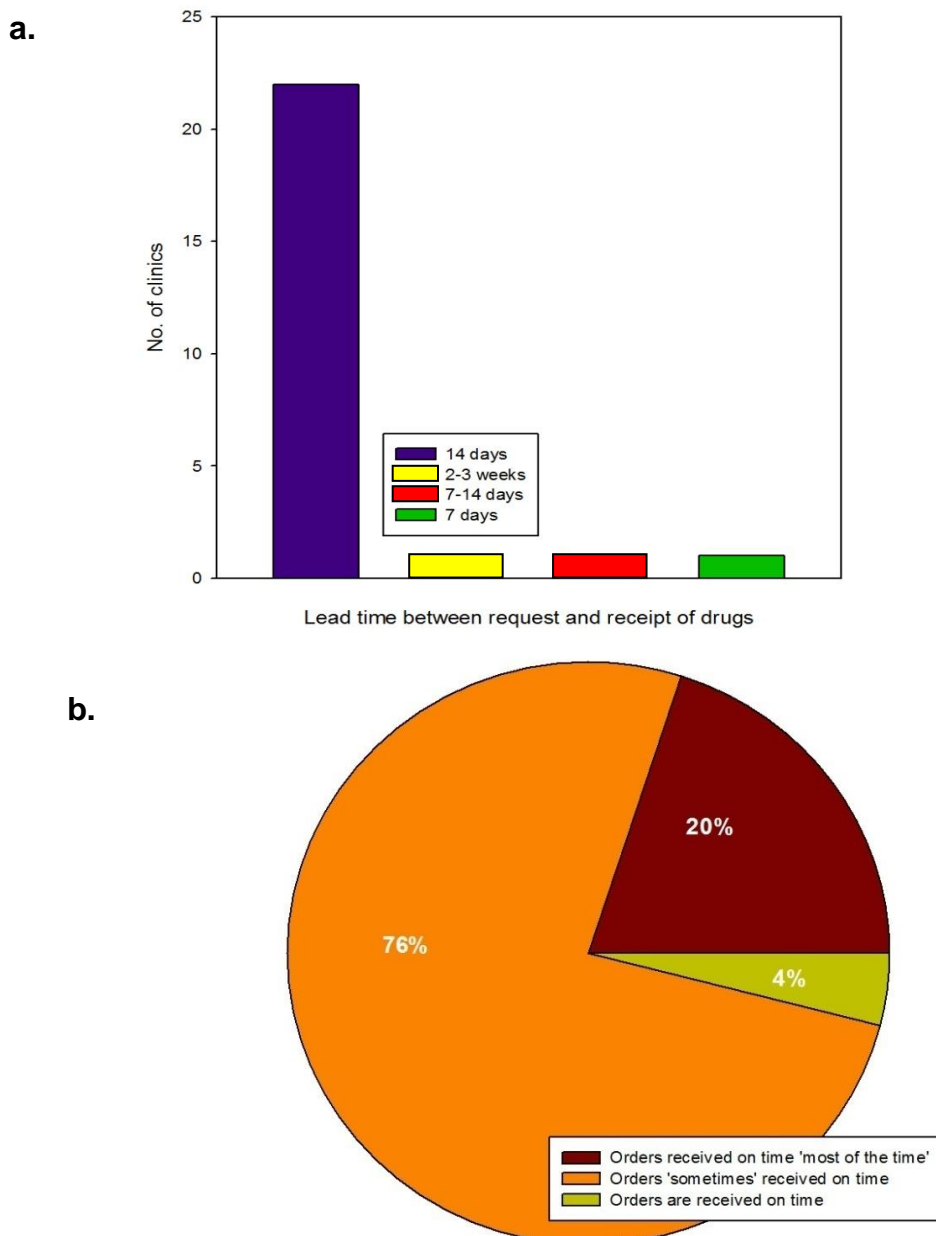 a.
25
20
15
10
5
0
No. of clinics
14 days
2-3 weeks
7-14 days
7 days
Lead time between request and receipt of drugs
b.
20%
76%
4%
Orders received on time 'most of the time'
Orders 'sometimes' received on time
Orders are received on time